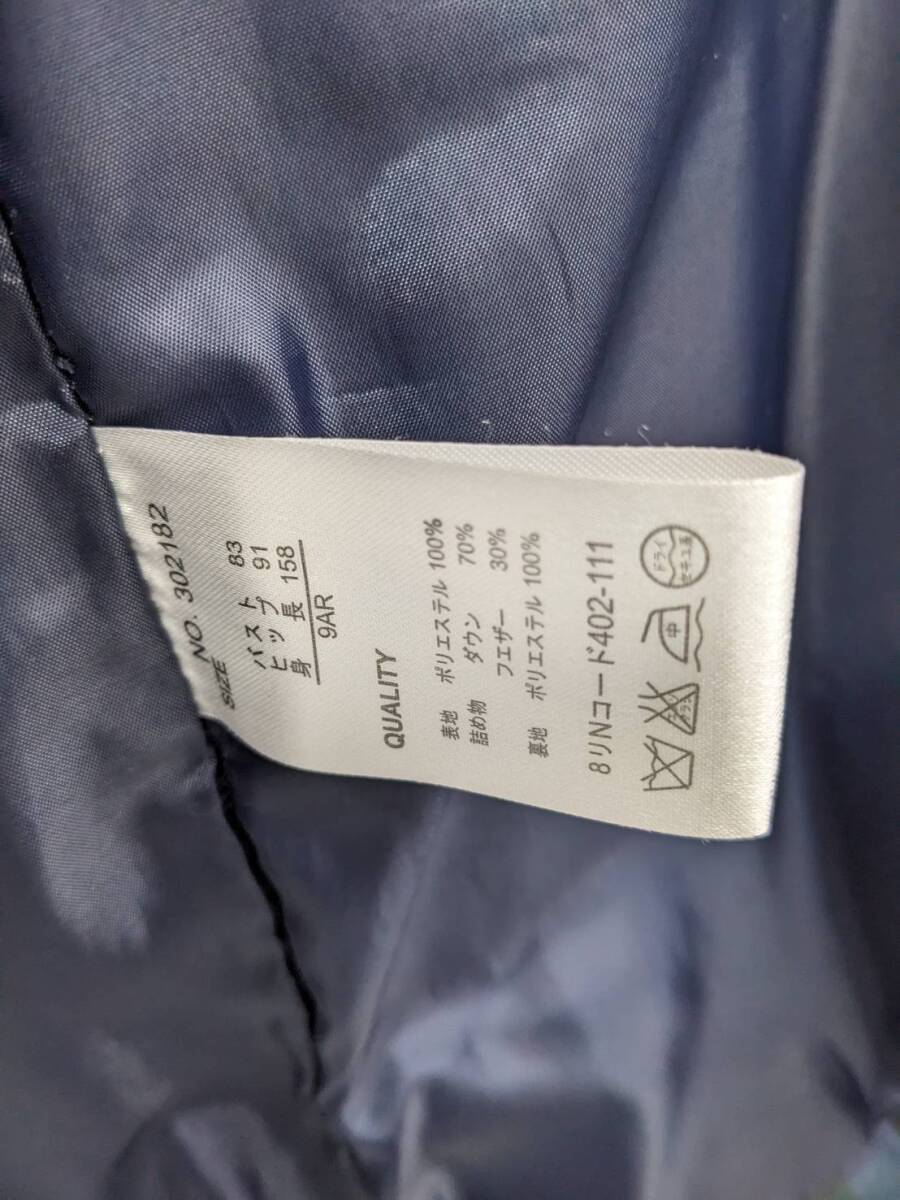 NO. 302182
SIZE
バスト 83
ヒップ 91
身長 158
9AR
QUALITY
表地 ポリエステル 100%
詰め物 ダウン 70%
フェザー 30%
裏地 ポリエステル 100%
8リNコード402-111
中
ドライ
セキユ系